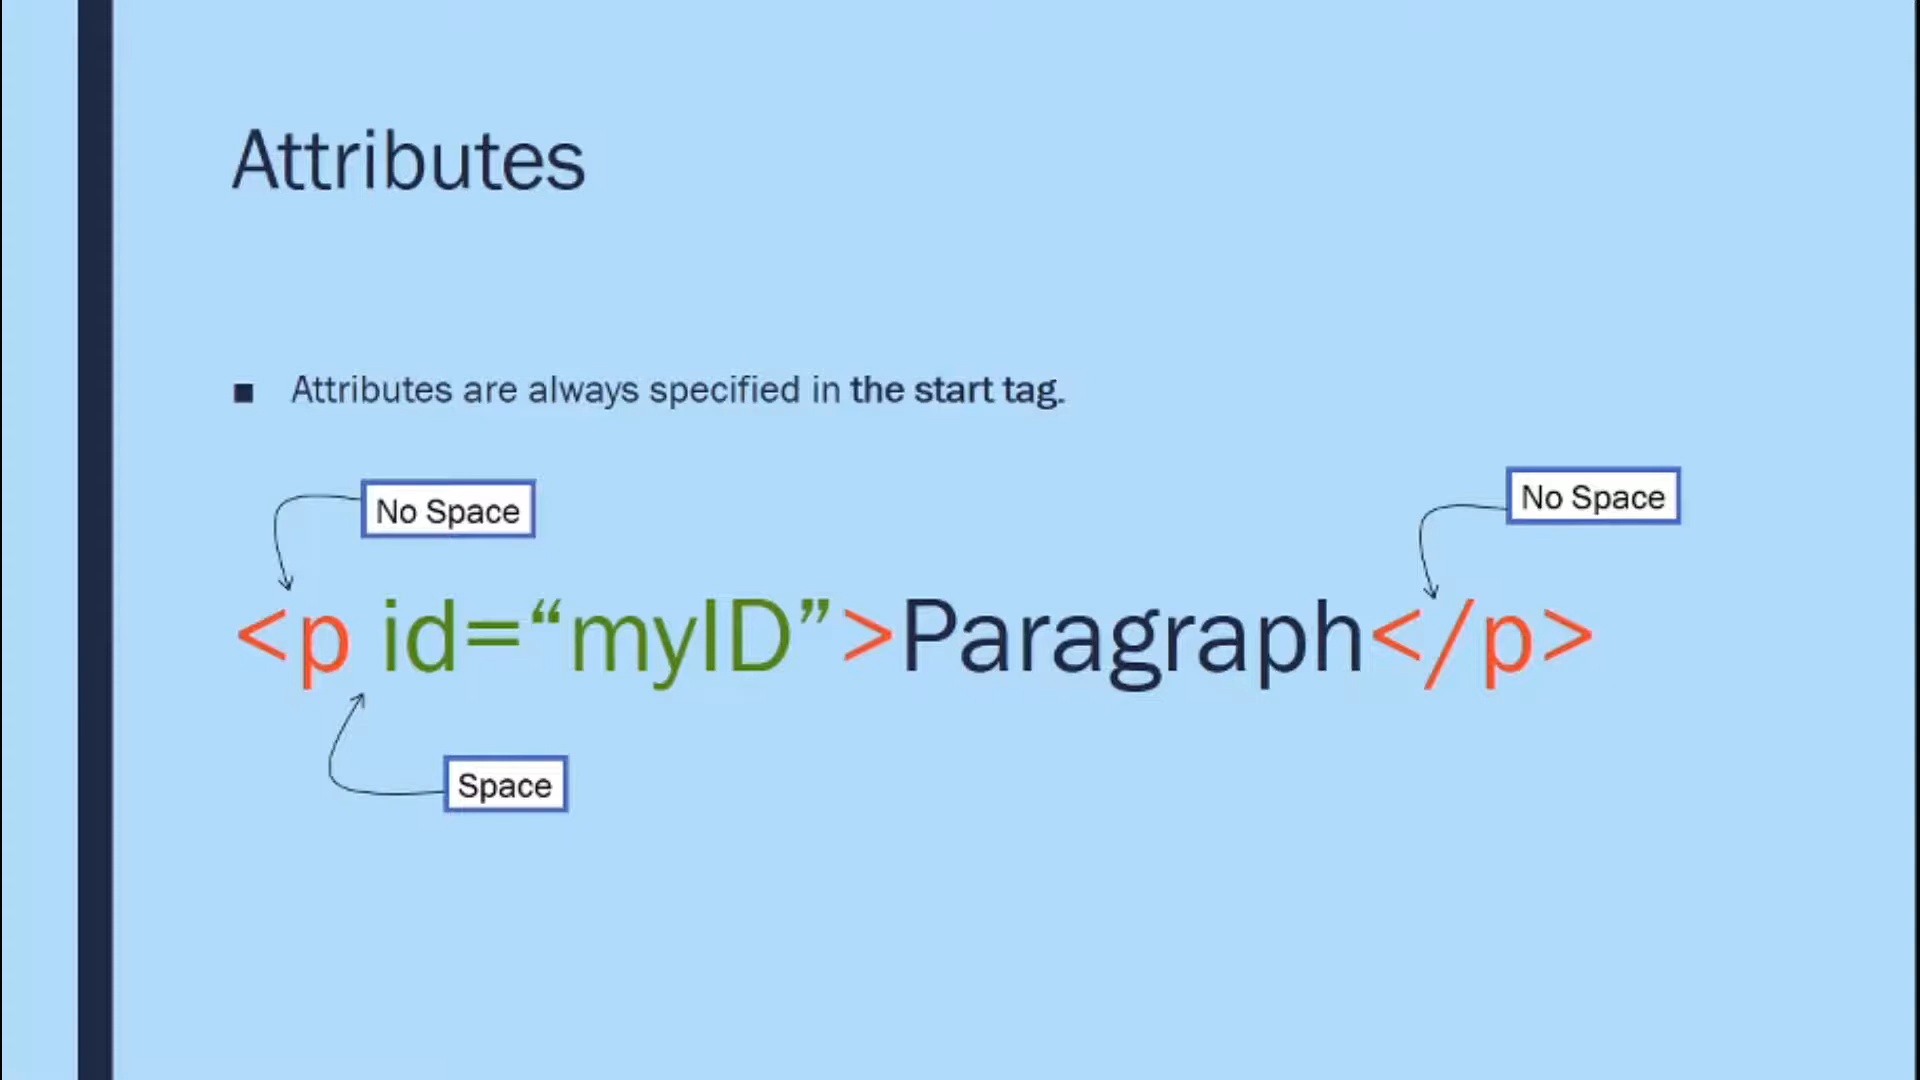 Attributes
■ Attributes are always specified in the start tag.
No Space
No Space
<p id=“myID”>Paragraph</p>
Space